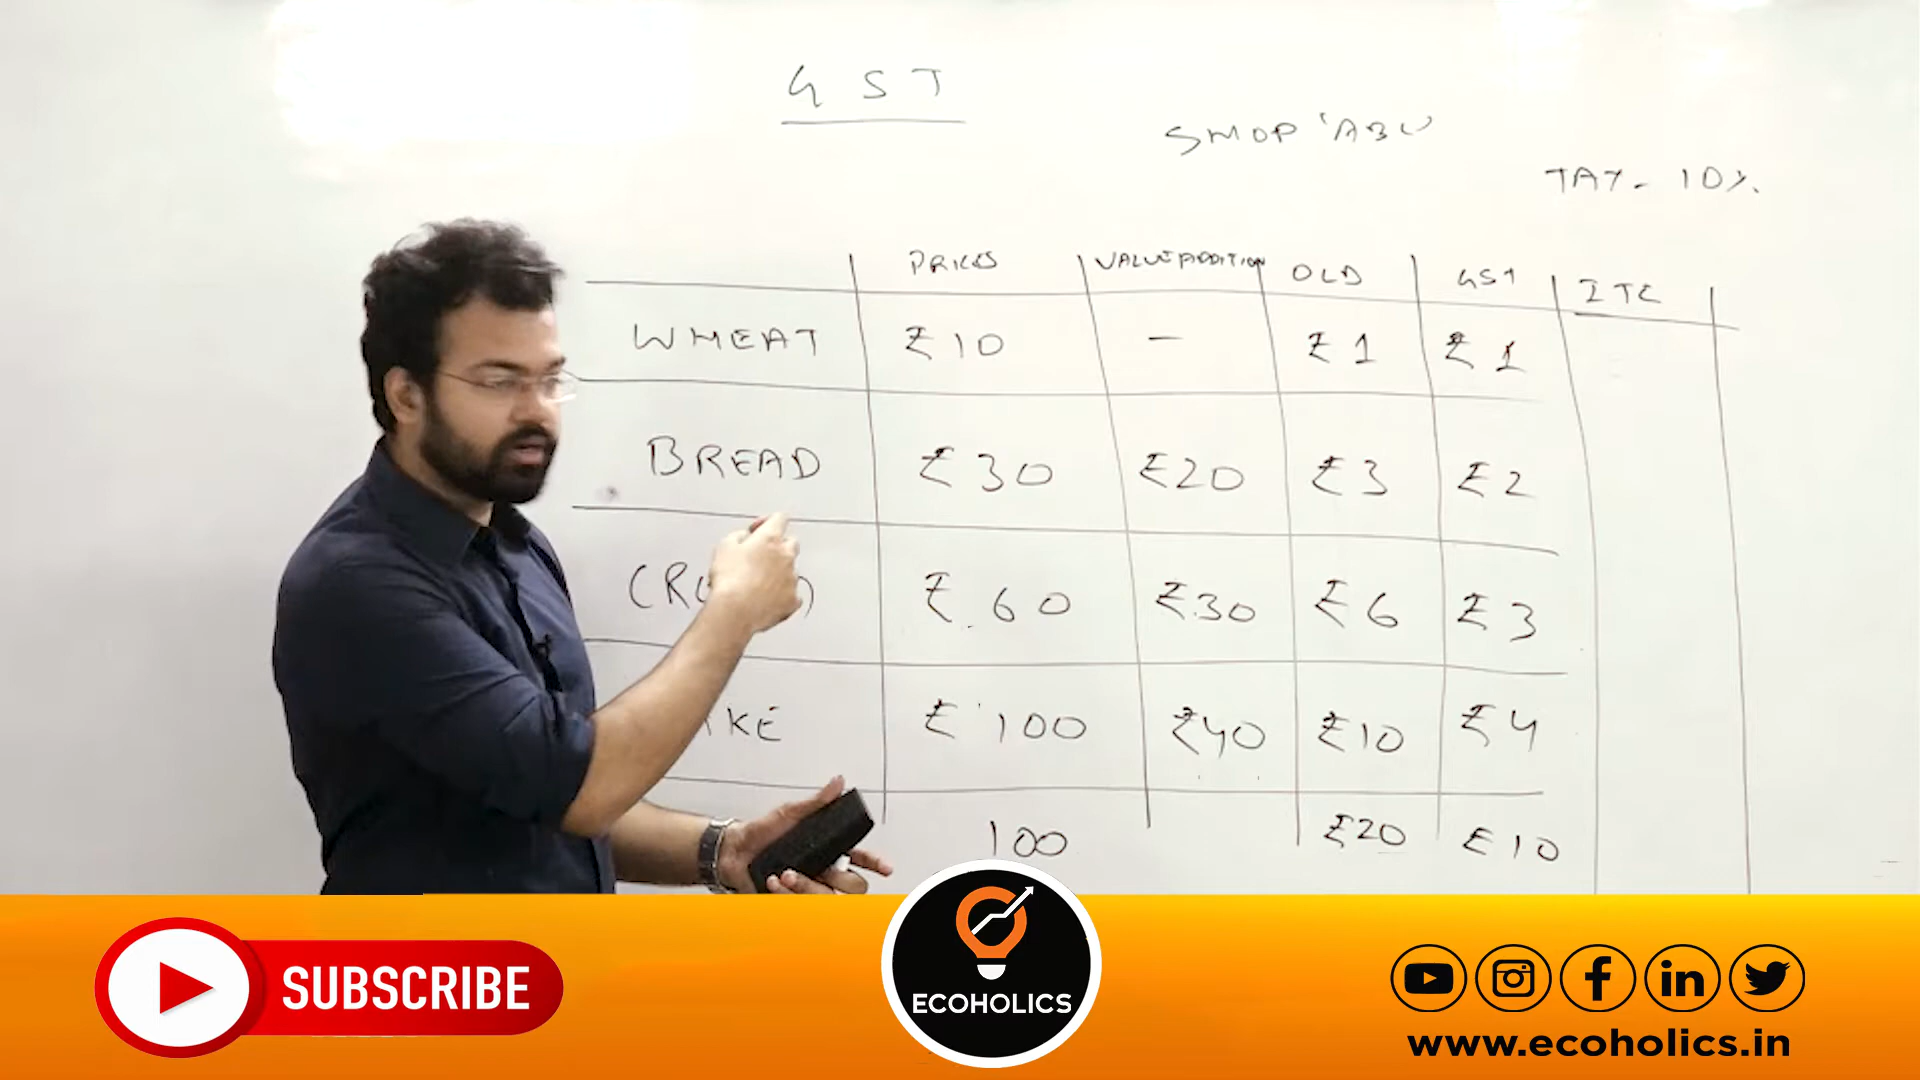 GST
SHOP 'ABC'
TAX - 10%.
PRICES VALUE ADDITION OLD GST ITC
WHEAT ₹10 - ₹1 ₹1
BREAD ₹30 ₹20 ₹3 ₹2
₹60 ₹30 ₹6 ₹3
₹100 ₹40 ₹10 ₹4
100 ₹20 ₹10
SUBSCRIBE
ECOHOLICS
www.ecoholics.in